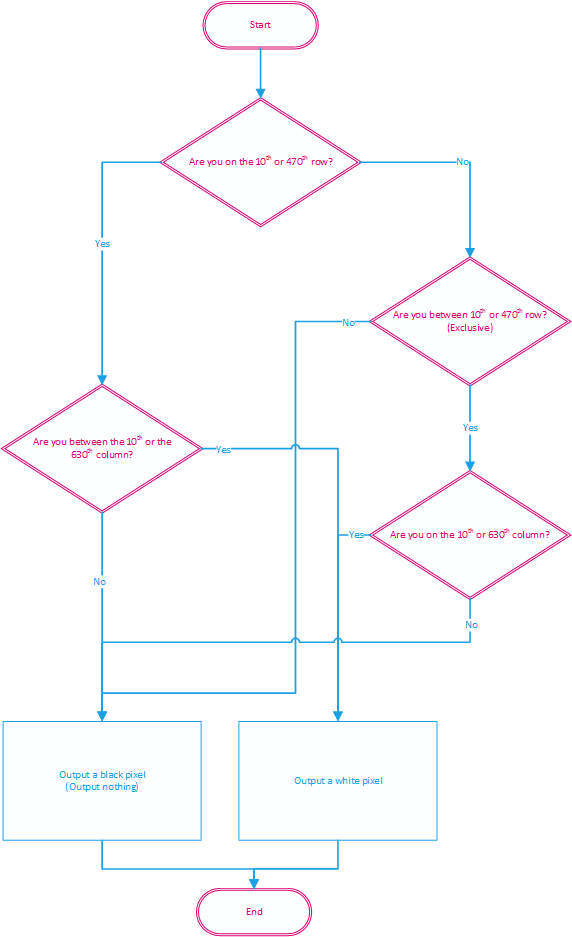 Start
Are you on the 10th or 470th row?
No
Yes
Are you between 10th or 470th row?
(Exclusive)
No
Yes
Are you between the 10th or the
630th column?
Yes
Are you on the 10th or 630th column?
Yes
No
No
Output a black pixel
(Output nothing)
Output a white pixel
End